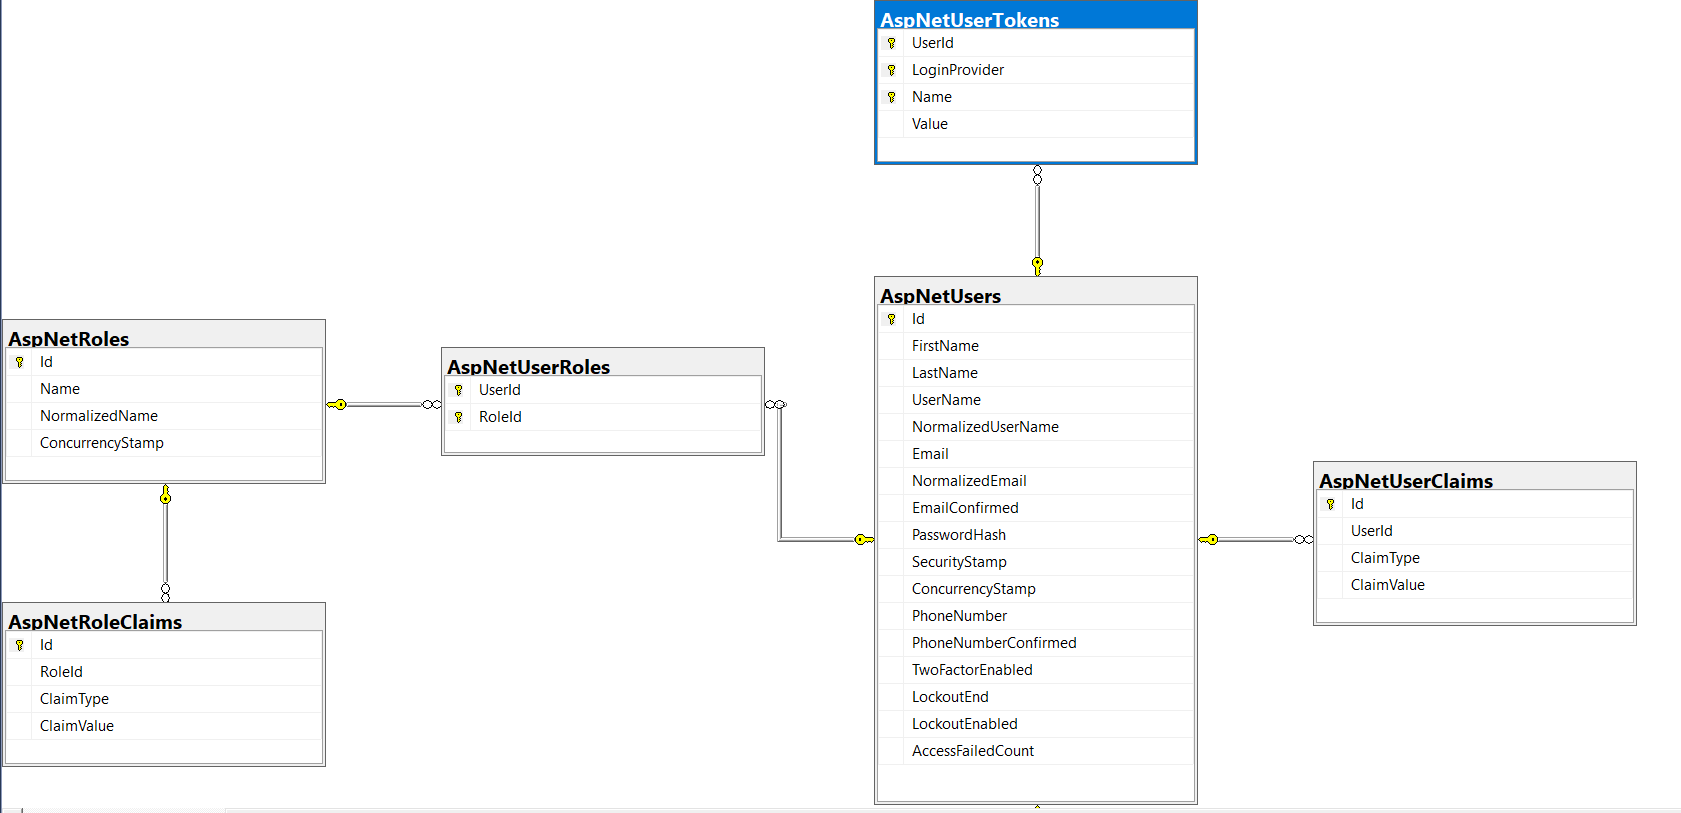 AspNetUserTokens
UserId
LoginProvider
Name
Value
AspNetUsers
Id
FirstName
LastName
UserName
NormalizedUserName
Email
NormalizedEmail
EmailConfirmed
PasswordHash
SecurityStamp
ConcurrencyStamp
PhoneNumber
PhoneNumberConfirmed
TwoFactorEnabled
LockoutEnd
LockoutEnabled
AccessFailedCount
AspNetRoles
Id
Name
NormalizedName
ConcurrencyStamp
AspNetUserRoles
UserId
RoleId
AspNetUserClaims
Id
UserId
ClaimType
ClaimValue
AspNetRoleClaims
Id
RoleId
ClaimType
ClaimValue